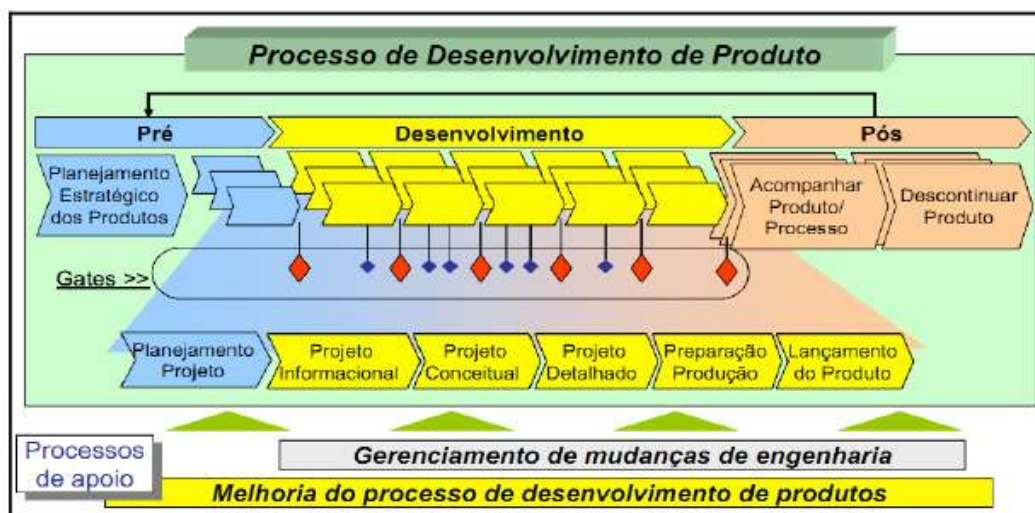 Processo de Desenvolvimento de Produto
Pré
Desenvolvimento
Pós
Planejamento
Estratégico
dos Produtos
Acompanhar
Produto/
Processo
Descontinuar
Produto
Gates >>
Planejamento
Projeto
Projeto
Informacional
Projeto
Conceitual
Projeto
Detalhado
Preparação
Produção
Lançamento
do Produto
Processos
de apoio
Gerenciamento de mudanças de engenharia
Melhoria do processo de desenvolvimento de produtos